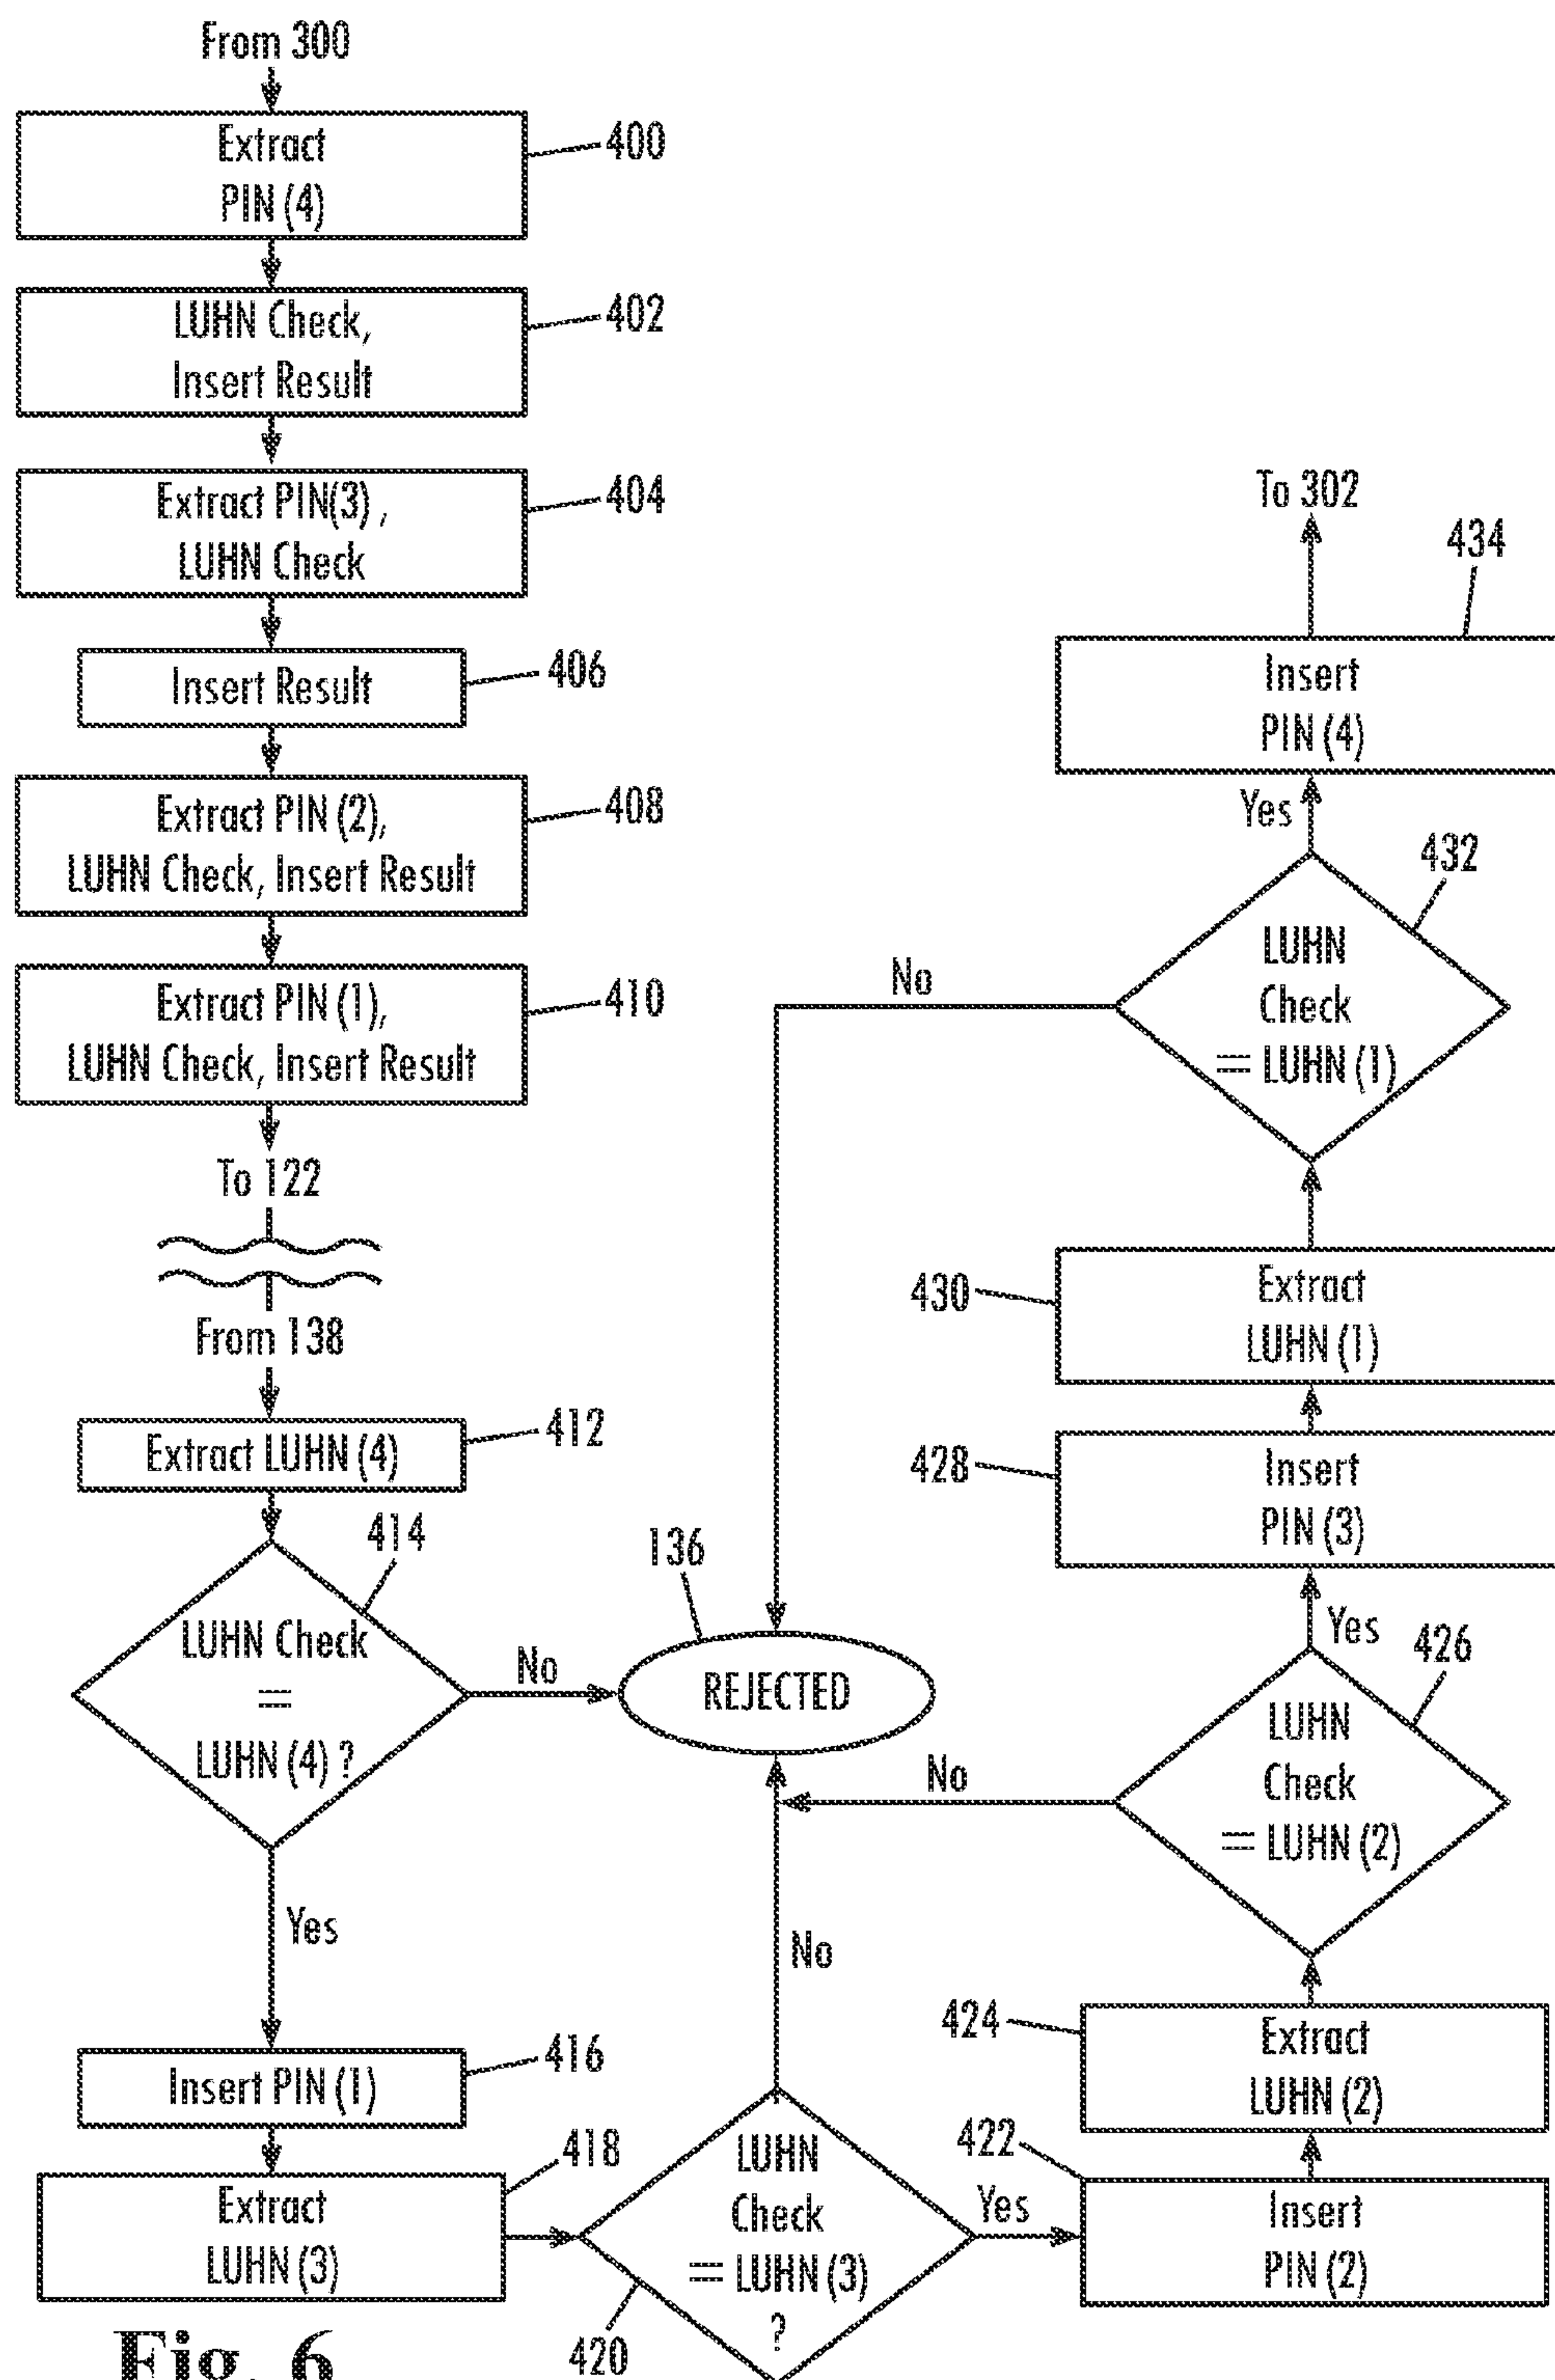 From 300
Extract
PIN (4)
400
LUHN Check,
Insert Result
402
Extract PIN(3) ,
LUHN Check
404
Insert Result
406
Extract PIN (2),
LUHN Check, Insert Result
408
Extract PIN (1),
LUHN Check, Insert Result
410
To 122
From 138
Extract LUHN (4)
412
LUHN Check
=
LUHN (4) ?
414
No
Yes
136
REJECTED
Insert PIN (1)
416
Extract
LUHN (3)
418
LUHN
Check
= LUHN (3)
?
420
No
Yes
Insert
PIN (2)
422
Extract
LUHN (2)
424
LUHN
Check
= LUHN (2)
426
No
Yes
Insert
PIN (3)
428
Extract
LUHN (1)
430
LUHN
Check
= LUHN (1)
432
No
Yes
Insert
PIN (4)
434
To 302
Fig. 6